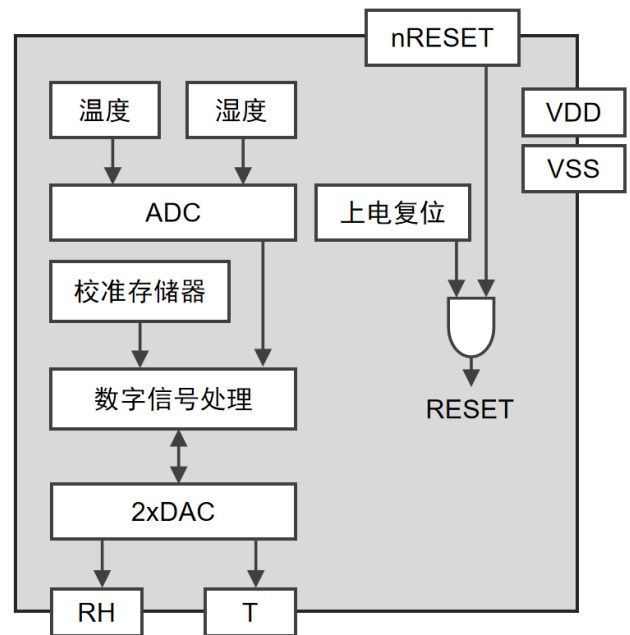 nRESET
温度
湿度
VDD
VSS
ADC
上电复位
校准存储器
数字信号处理
RESET
2xDAC
RH
T